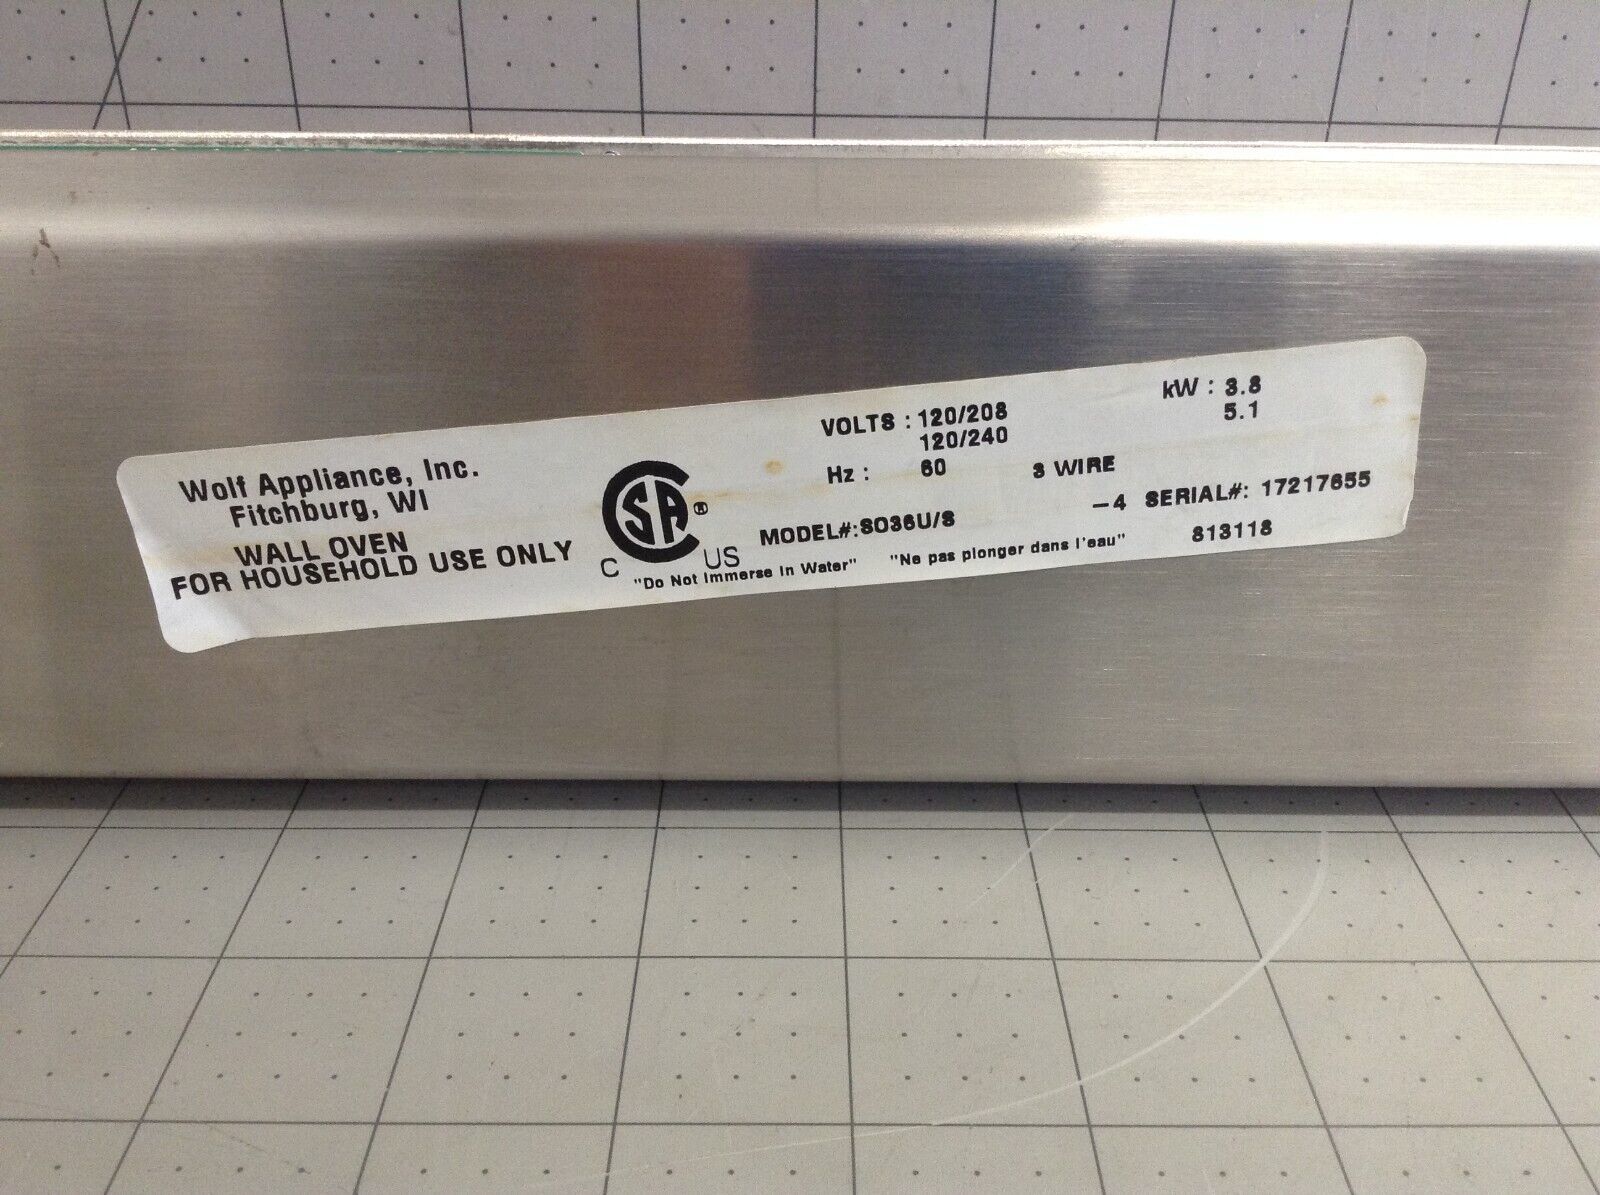 Wolf Appliance, Inc.
Fitchburg, WI
WALL OVEN
FOR HOUSEHOLD USE ONLY
CSA®
C US
VOLTS : 120/208
120/240
kW : 3.8
5.1
Hz : 60 3 WIRE
MODEL#:SO36U/S -4 SERIAL#: 17217655
"Do Not Immerse In Water" "Ne pas plonger dans l'eau" 813118